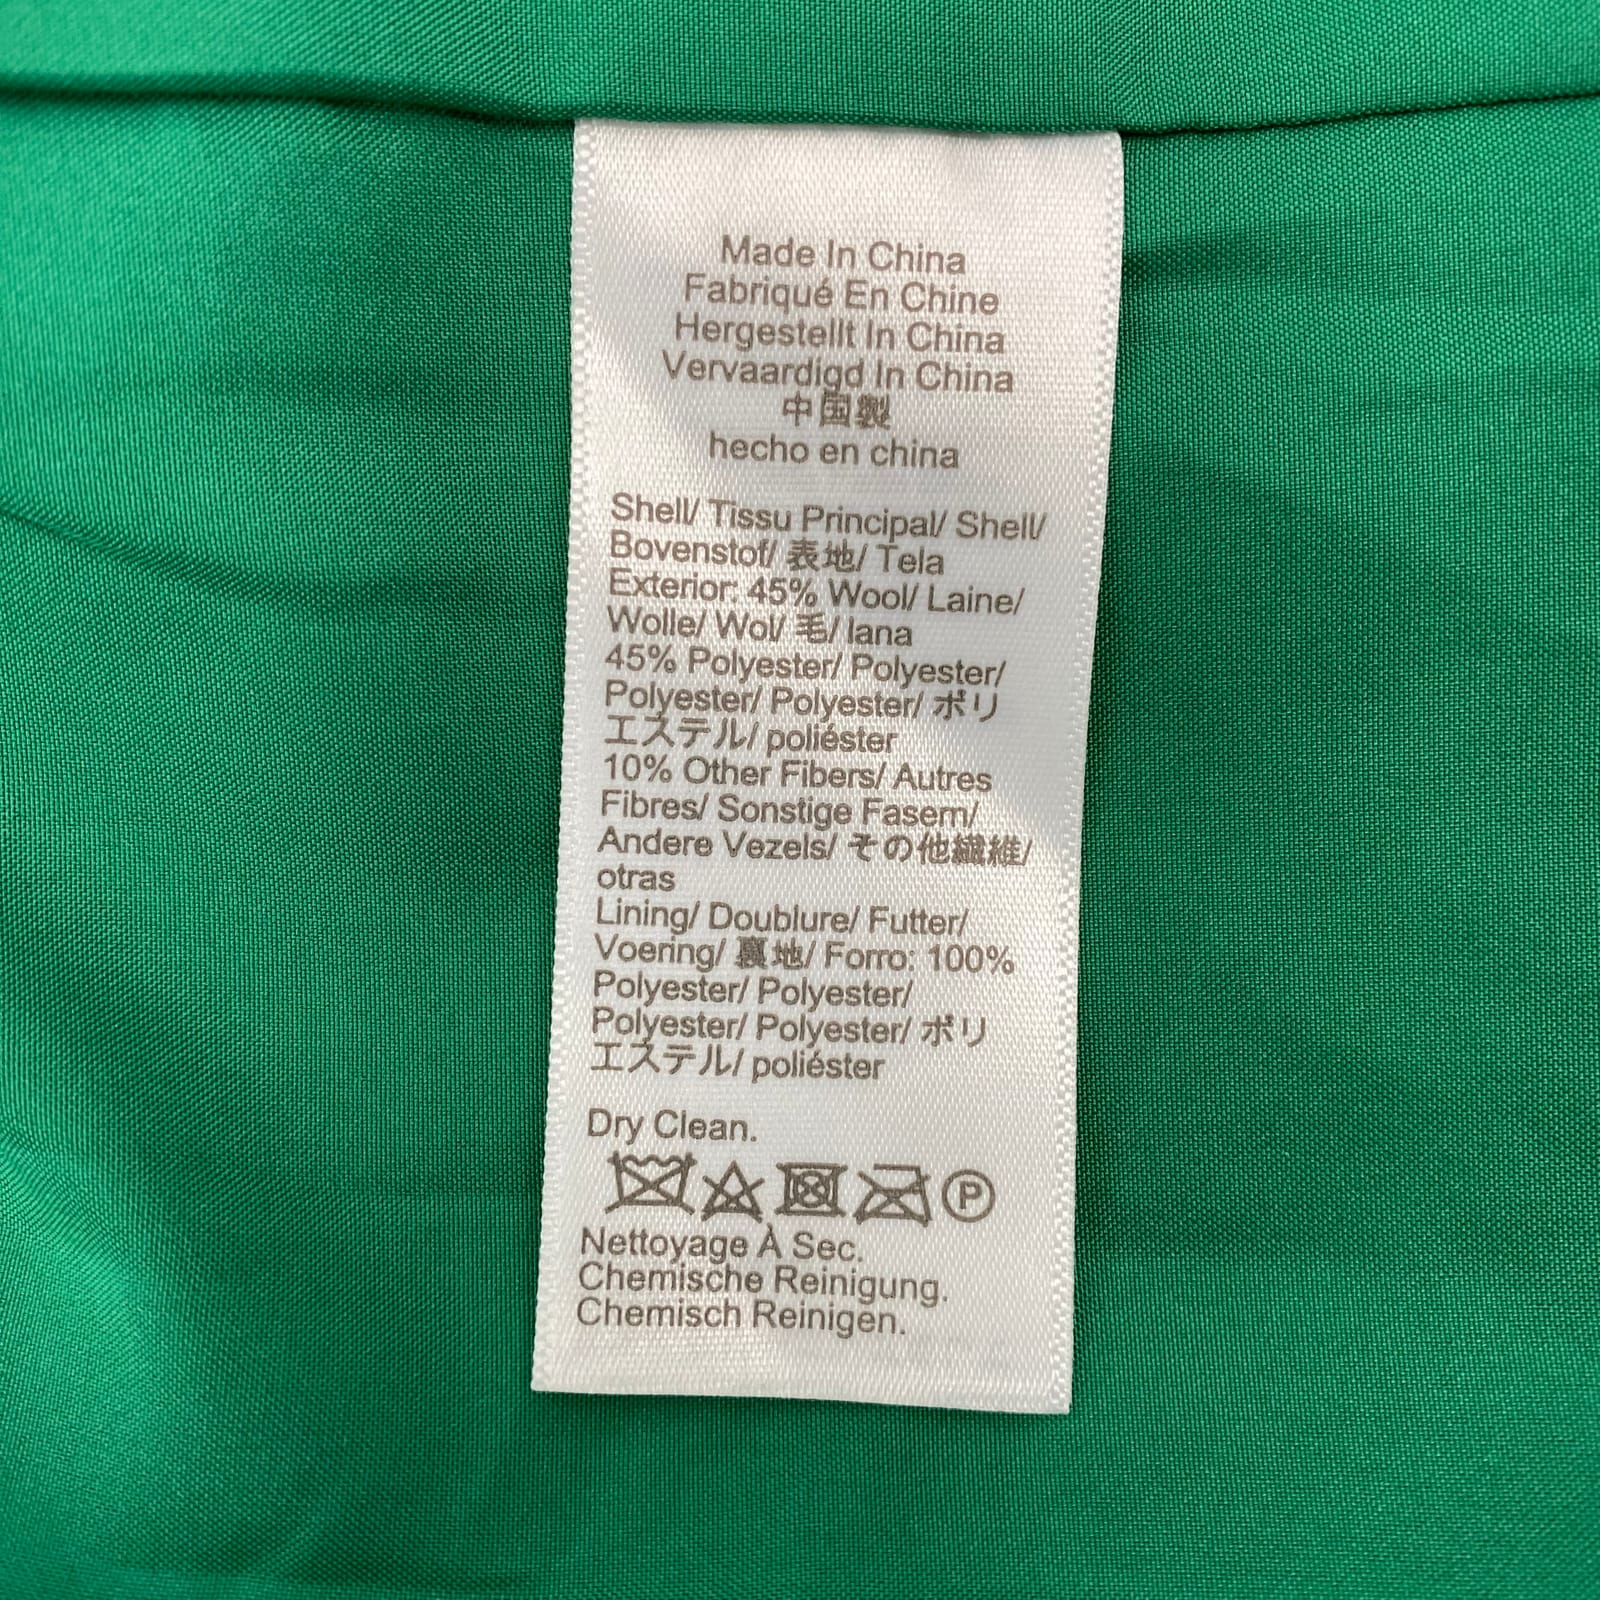 Made In China
Fabriqué En Chine
Hergestellt In China
Vervaardigd In China
中国製
hecho en china
Shell/ Tissu Principal/ Shell/
Bovenstof/ 表地/ Tela
Exterior: 45% Wool/ Laine/
Wolle/ Wol/ 毛/ lana
45% Polyester/ Polyester/
Polyester/ Polyester/ ポリ
エステル/ poliéster
10% Other Fibers/ Autres
Fibres/ Sonstige Fasern/
Andere Vezels/ その他繊維/
otras
Lining/ Doublure/ Futter/
Voering/ 裏地/ Forro: 100%
Polyester/ Polyester/
Polyester/ Polyester/ ポリ
エステル/ poliéster
Dry Clean.
P
Nettoyage À Sec.
Chemische Reinigung.
Chemisch Reinigen.